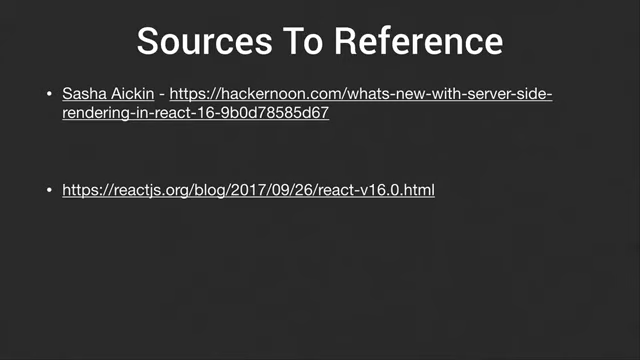 Sources To Reference
• Sasha Aickin - https://hackernoon.com/whats-new-with-server-side-
rendering-in-react-16-9b0d78585d67
• https://reactjs.org/blog/2017/09/26/react-v16.0.html